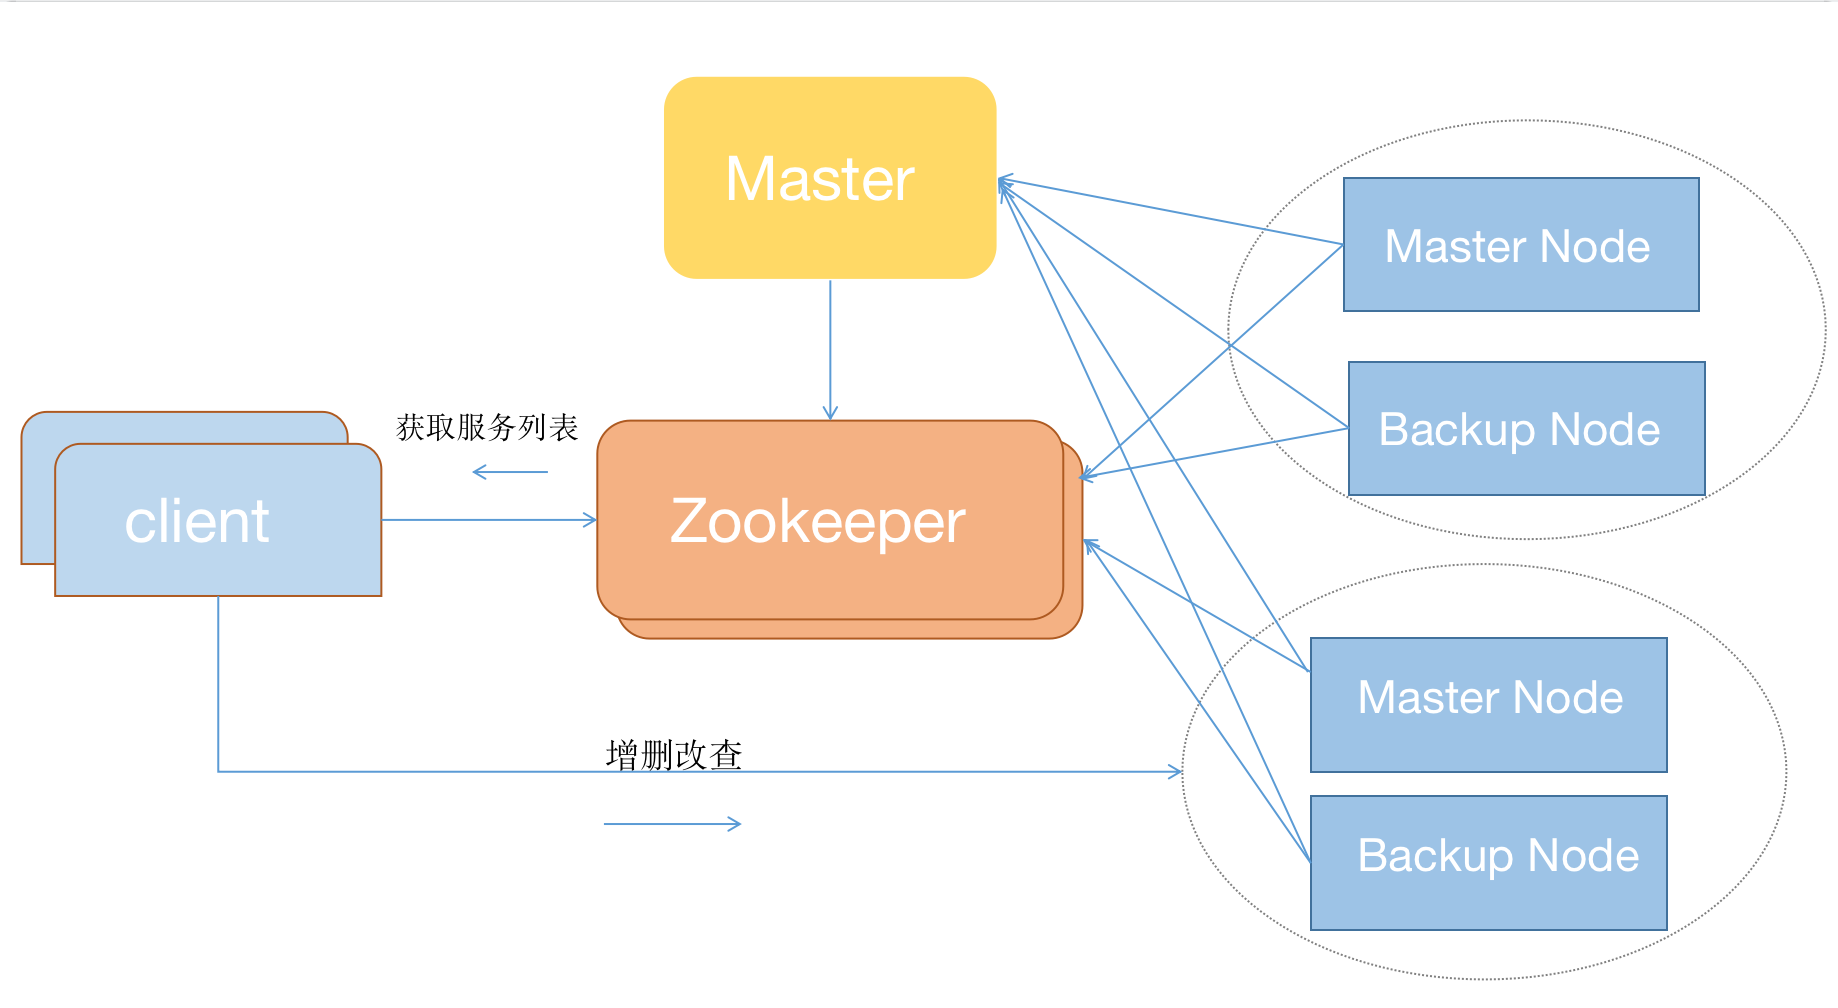 Master
Master Node
Backup Node
获取服务列表
client
Zookeeper
Master Node
增删改查
Backup Node